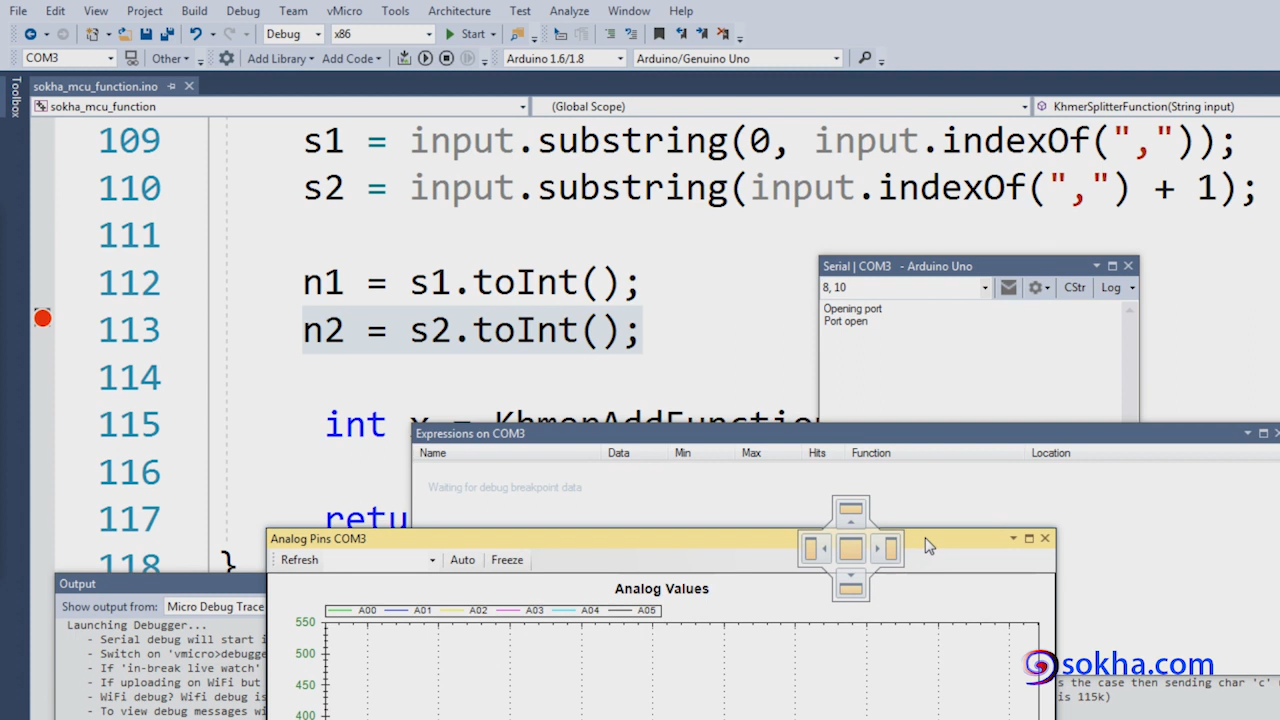 File Edit View Project Build Debug Team vMicro Tools Architecture Test Analyze Window Help
Debug x86 Start
COM3 Other Add Library Add Code Arduino 1.6/1.8 Arduino/Genuino Uno
Toolbox
sokha_mcu_function.ino
sokha_mcu_function (Global Scope) KhmerSplitterFunction(String input)
109 s1 = input.substring(0, input.indexOf(","));
110 s2 = input.substring(input.indexOf(",") + 1);
111
112 n1 = s1.toInt();
113 n2 = s2.toInt();
114
115 int x = KhmerAddFunction
116
117 retu
118 }
Serial | COM3 - Arduino Uno
8, 10 CStr Log
Opening port
Port open
Expressions on COM3
Name Data Min Max Hits Function Location
Waiting for debug breakpoint data
Analog Pins COM3
Refresh Auto Freeze
Analog Values
A00 A01 A02 A03 A04 A05
550
500
450
400
Output
Show output from: Micro Debug Trace
Launching Debugger...
- Serial debug will start i
- Switch on 'vmicro>debugge
- If 'in-break live watch'
- If uploading on WiFi but
- WiFi debug? Wifi debug is
- To view debug messages wi
s the case then sending char 'c'
is 115k)
sokha.com